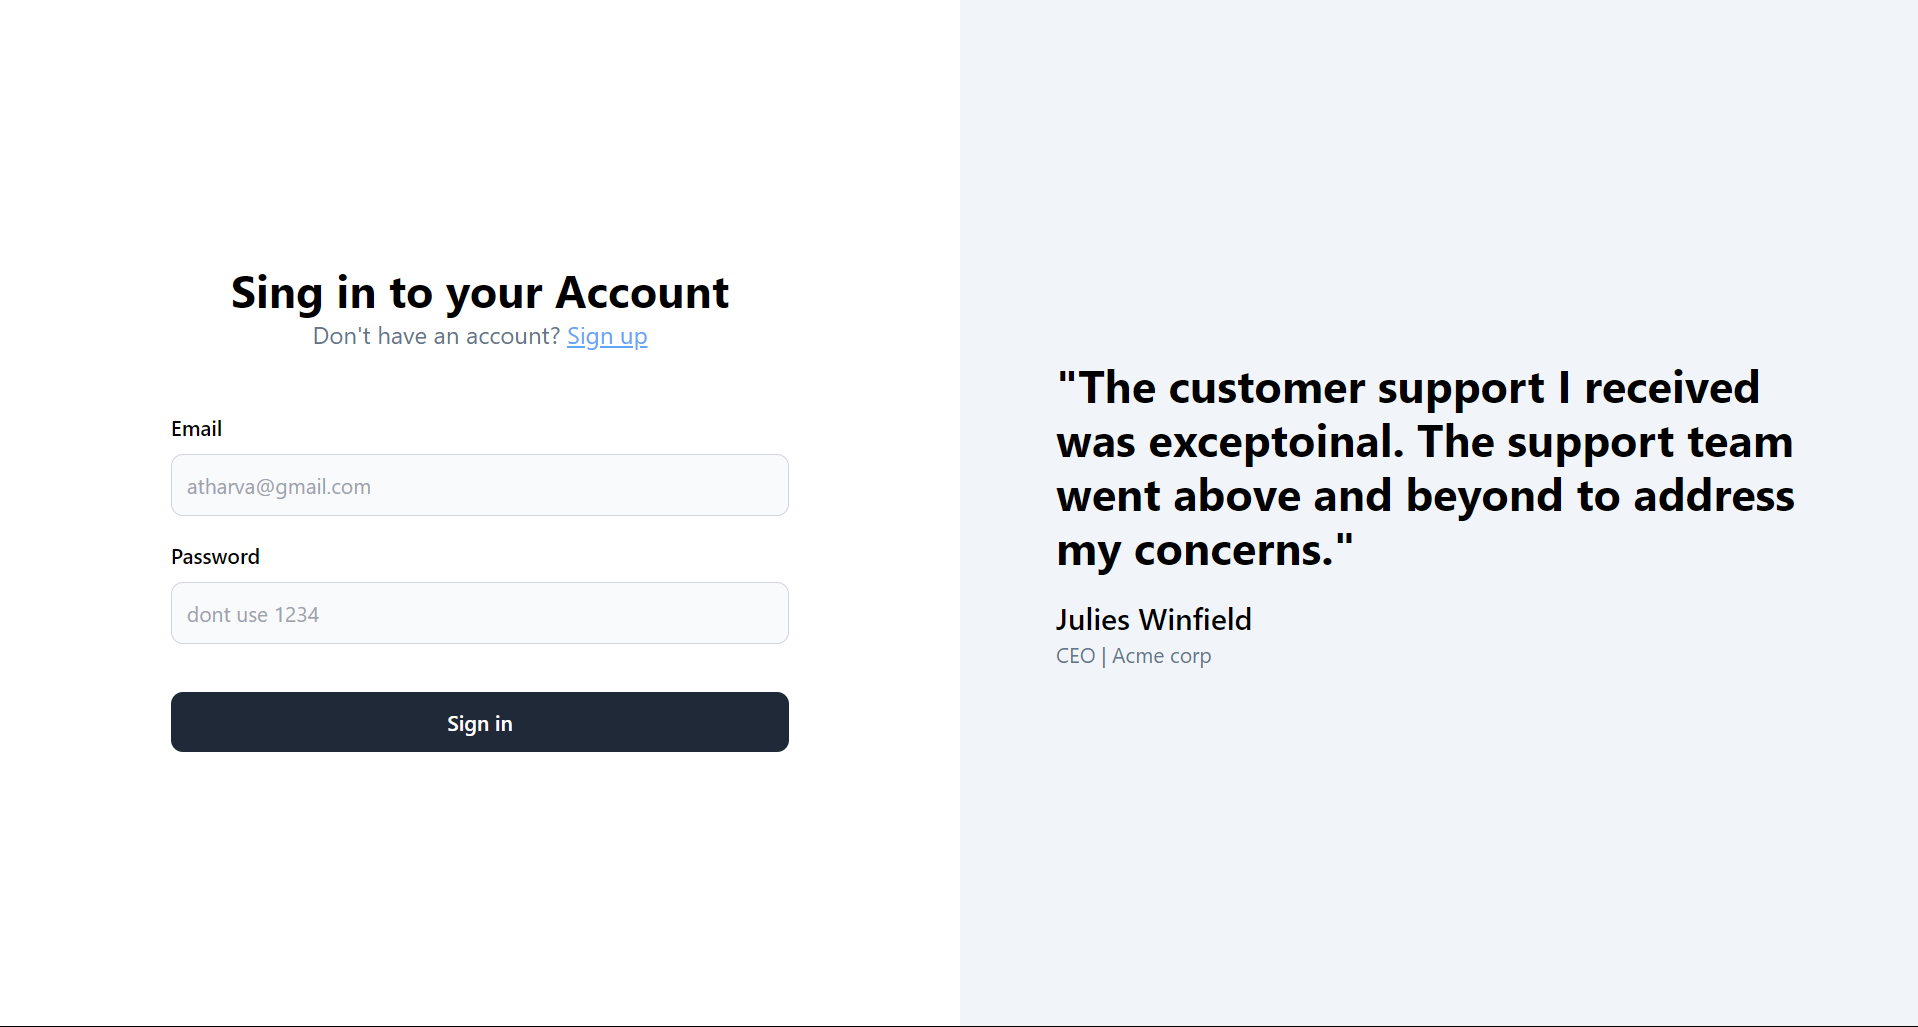 Sing in to your Account
Don't have an account? Sign up
Email
atharva@gmail.com
Password
dont use 1234
Sign in
"The customer support I received
was exceptoinal. The support team
went above and beyond to address
my concerns."
Julies Winfield
CEO | Acme corp